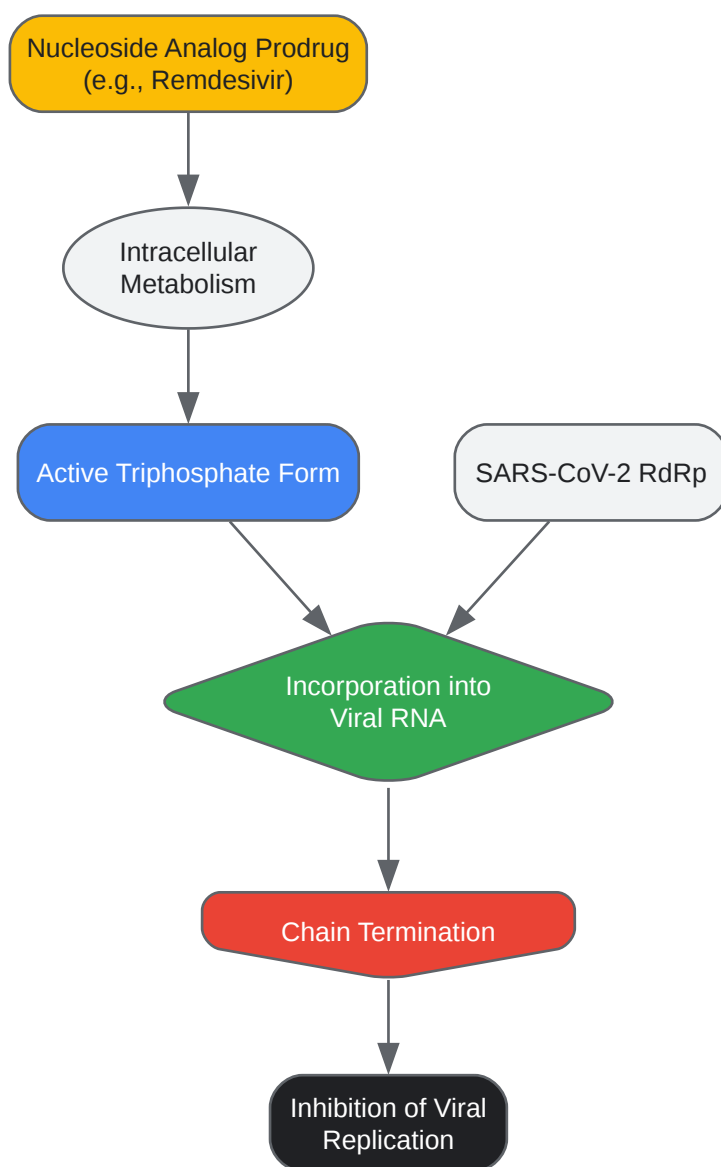 Nucleoside Analog Prodrug
(e.g., Remdesivir)
Intracellular
Metabolism
Active Triphosphate Form
SARS-CoV-2 RdRp
Incorporation into
Viral RNA
Chain Termination
Inhibition of Viral
Replication